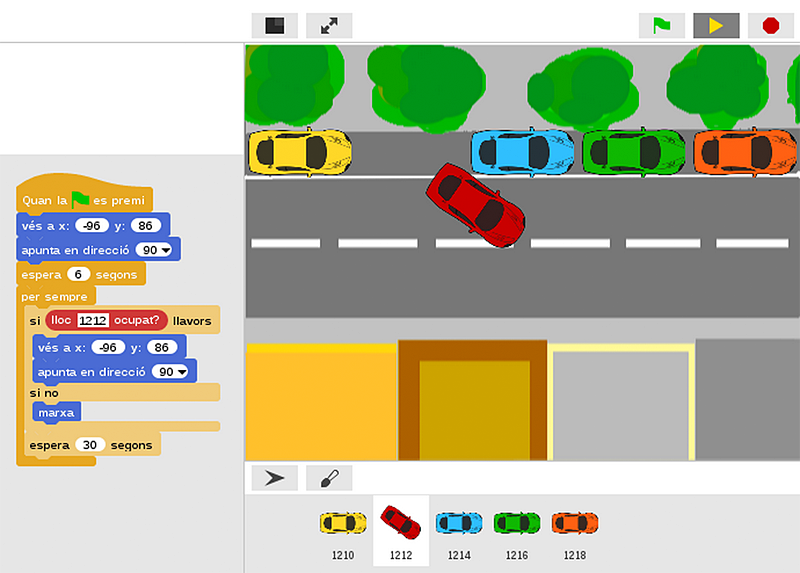 Quan la es premi
vés a x: -96 y: 86
apunta en direcció 90
espera 6 segons
per sempre
si lloc 1212 ocupat? llavors
vés a x: -96 y: 86
apunta en direcció 90
si no
marxa
espera 30 segons
1210 1212 1214 1216 1218